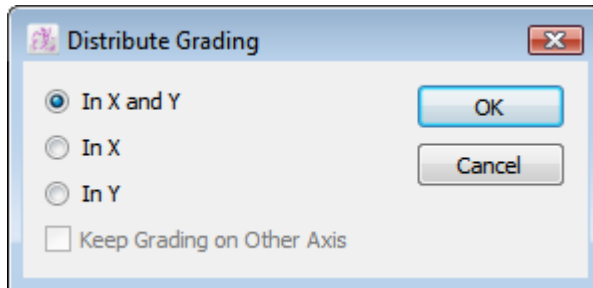 Distribute Grading
In X and Y
OK
In X
Cancel
In Y
Keep Grading on Other Axis